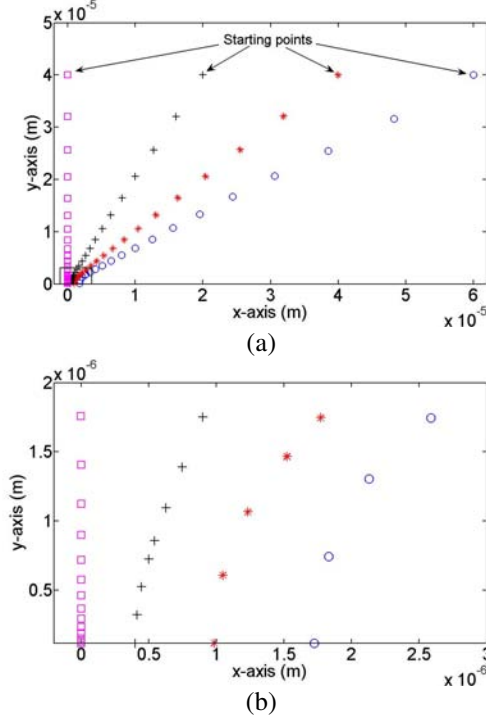 x 10⁻⁵
5
4
3
2
1
0
y-axis (m)
Starting points
0 1 2 3 4 5 6
x-axis (m)
x 10⁻⁵
(a)
x 10⁻⁶
2
1.5
1
0.5
y-axis (m)
0 0.5 1 1.5 2 2.5 3
x-axis (m)
x 10⁻⁶
(b)